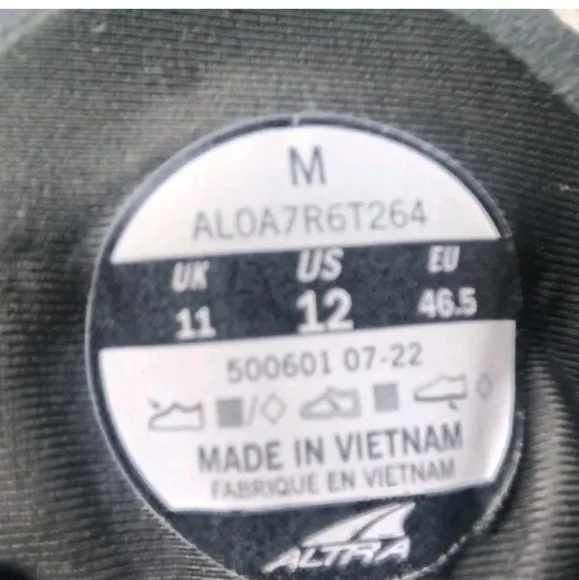 M
AL0A7R6T264
UK US EU
11 12 46.5
500601 07-22
MADE IN VIETNAM
FABRIQUE EN VIETNAM
ALTRA